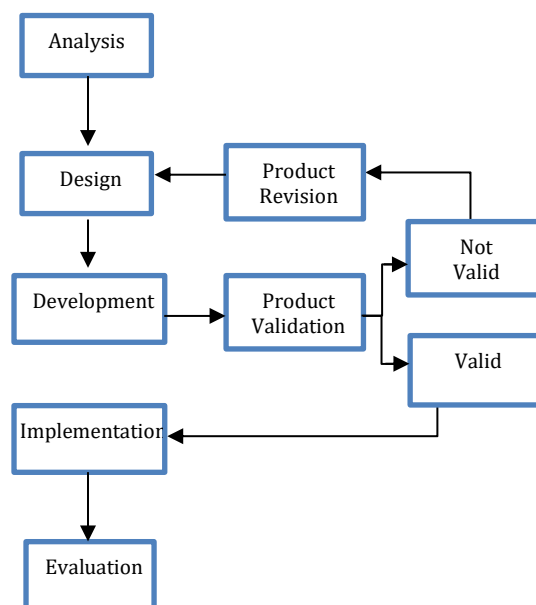 Analysis
Design
Product
Revision
Not
Valid
Development
Product
Validation
Valid
Implementation
Evaluation